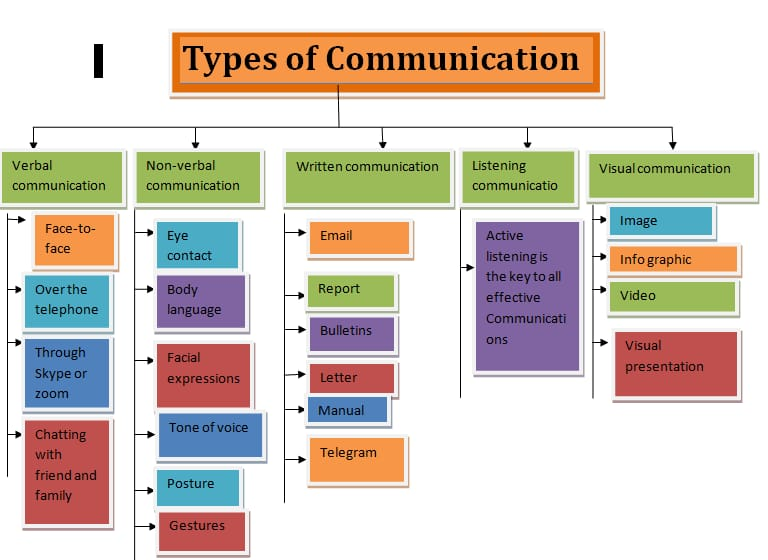 Types of Communication
Verbal
communication
Face-to-
face
Over the
telephone
Through
Skype or
zoom
Chatting
with
friend and
family
Non-verbal
communication
Eye
contact
Body
language
Facial
expressions
Tone of voice
Posture
Gestures
Written communication
Email
Report
Bulletins
Letter
Manual
Telegram
Listening
communicatio
Active
listening is
the key to all
effective
Communicati
ons
Visual communication
Image
Info graphic
Video
Visual
presentation